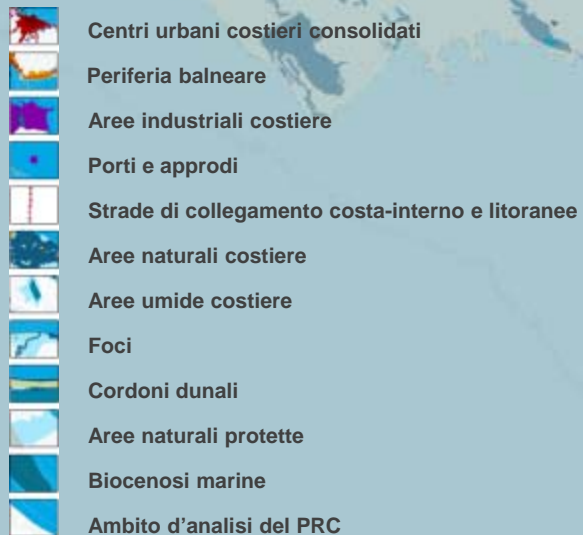 Centri urbani costieri consolidati
Periferia balneare
Aree industriali costiere
Porti e approdi
Strade di collegamento costa-interno e litoranee
Aree naturali costiere
Aree umide costiere
Foci
Cordoni dunali
Aree naturali protette
Biocenosi marine
Ambito d'analisi del PRC